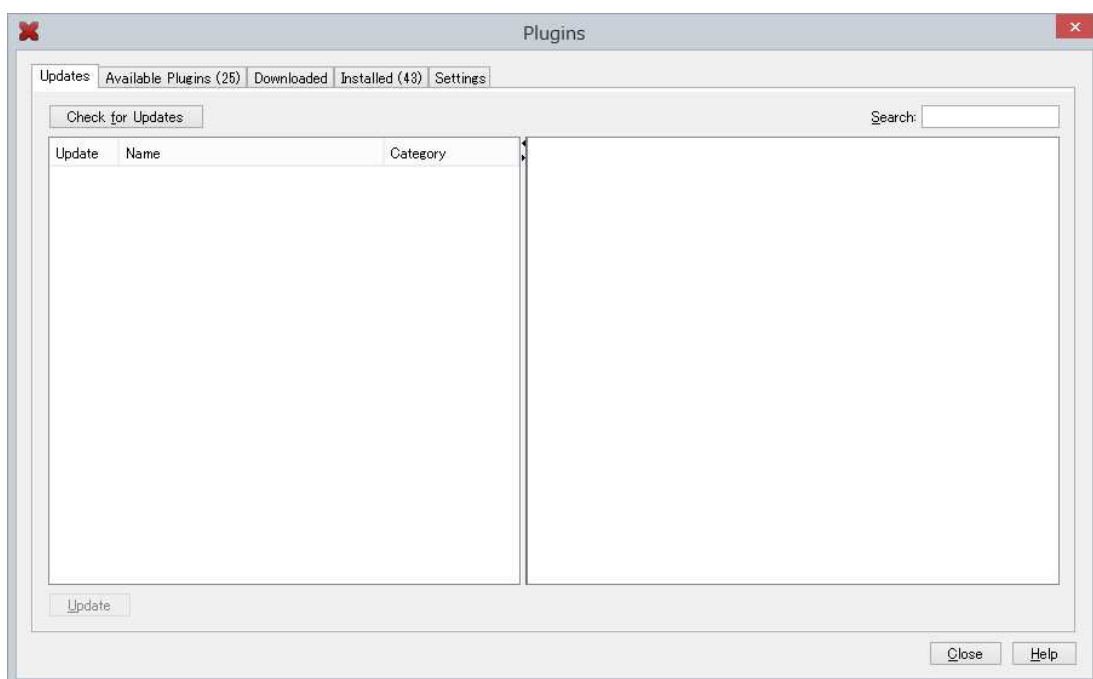 Plugins
Updates Available Plugins (25) Downloaded Installed (43) Settings
Check for Updates Search:
Update Name Category
Update
Close Help